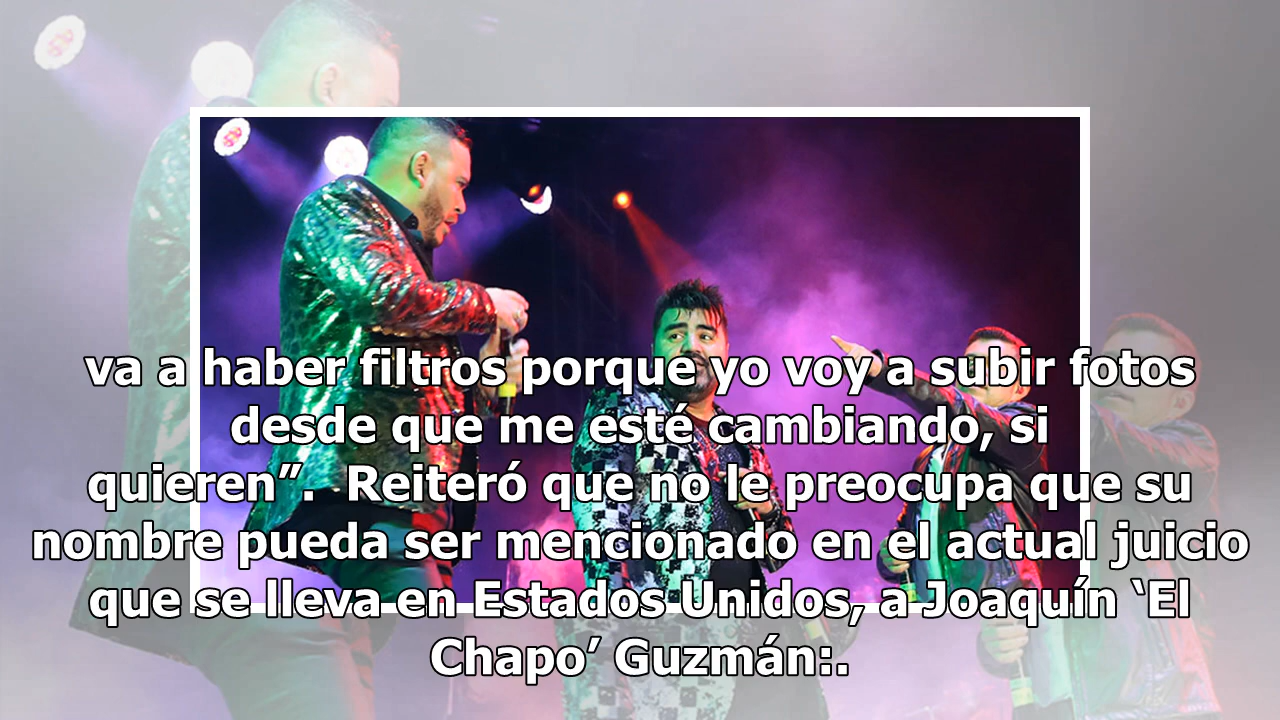 va a haber filtros porque yo voy a subir fotos
desde que me esté cambiando, si
quieren”.  Reiteró que no le preocupa que su
nombre pueda ser mencionado en el actual juicio
que se lleva en Estados Unidos, a Joaquín ‘El
Chapo’ Guzmán:.